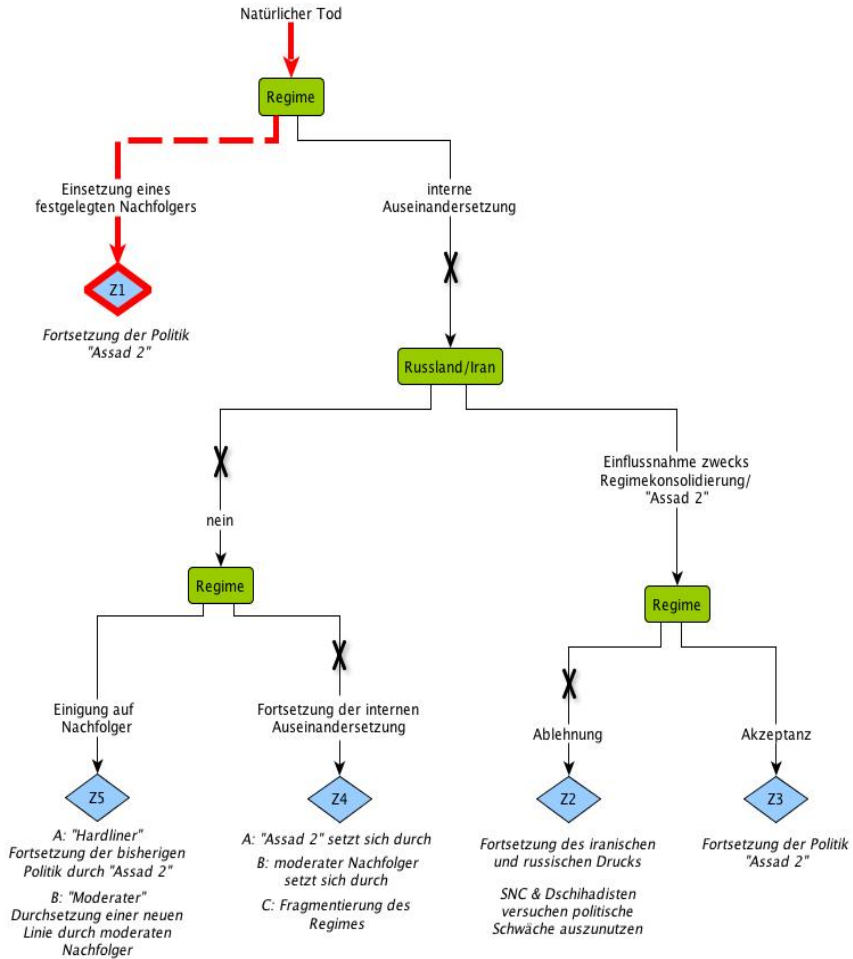 Natürlicher Tod
Regime
Einsetzung eines
festgelegten Nachfolgers
interne
Auseinandersetzung
Z1
Fortsetzung der Politik
"Assad 2"
Russland/Iran
nein
Einflussnahme zwecks
Regimekonsolidierung/
"Assad 2"
Regime
Regime
Einigung auf
Nachfolger
Fortsetzung der internen
Auseinandersetzung
Ablehnung
Akzeptanz
Z5
A: "Hardliner"
Fortsetzung der bisherigen
Politik durch "Assad 2"
B: "Moderater"
Durchsetzung einer neuen
Linie durch moderaten
Nachfolger
Z4
A: "Assad 2" setzt sich durch
B: moderater Nachfolger
setzt sich durch
C: Fragmentierung des
Regimes
Z2
Fortsetzung des iranischen
und russischen Drucks
SNC & Dschihadisten
versuchen politische
Schwäche auszunutzen
Z3
Fortsetzung der Politik
"Assad 2"